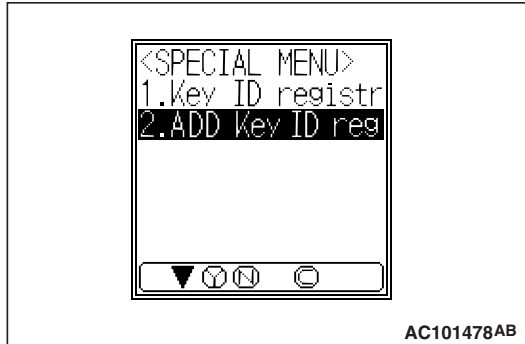 <SPECIAL MENU>
1.Key ID registr
2.ADD Key ID reg
▼ Ⓨ Ⓝ Ⓒ
AC101478AB